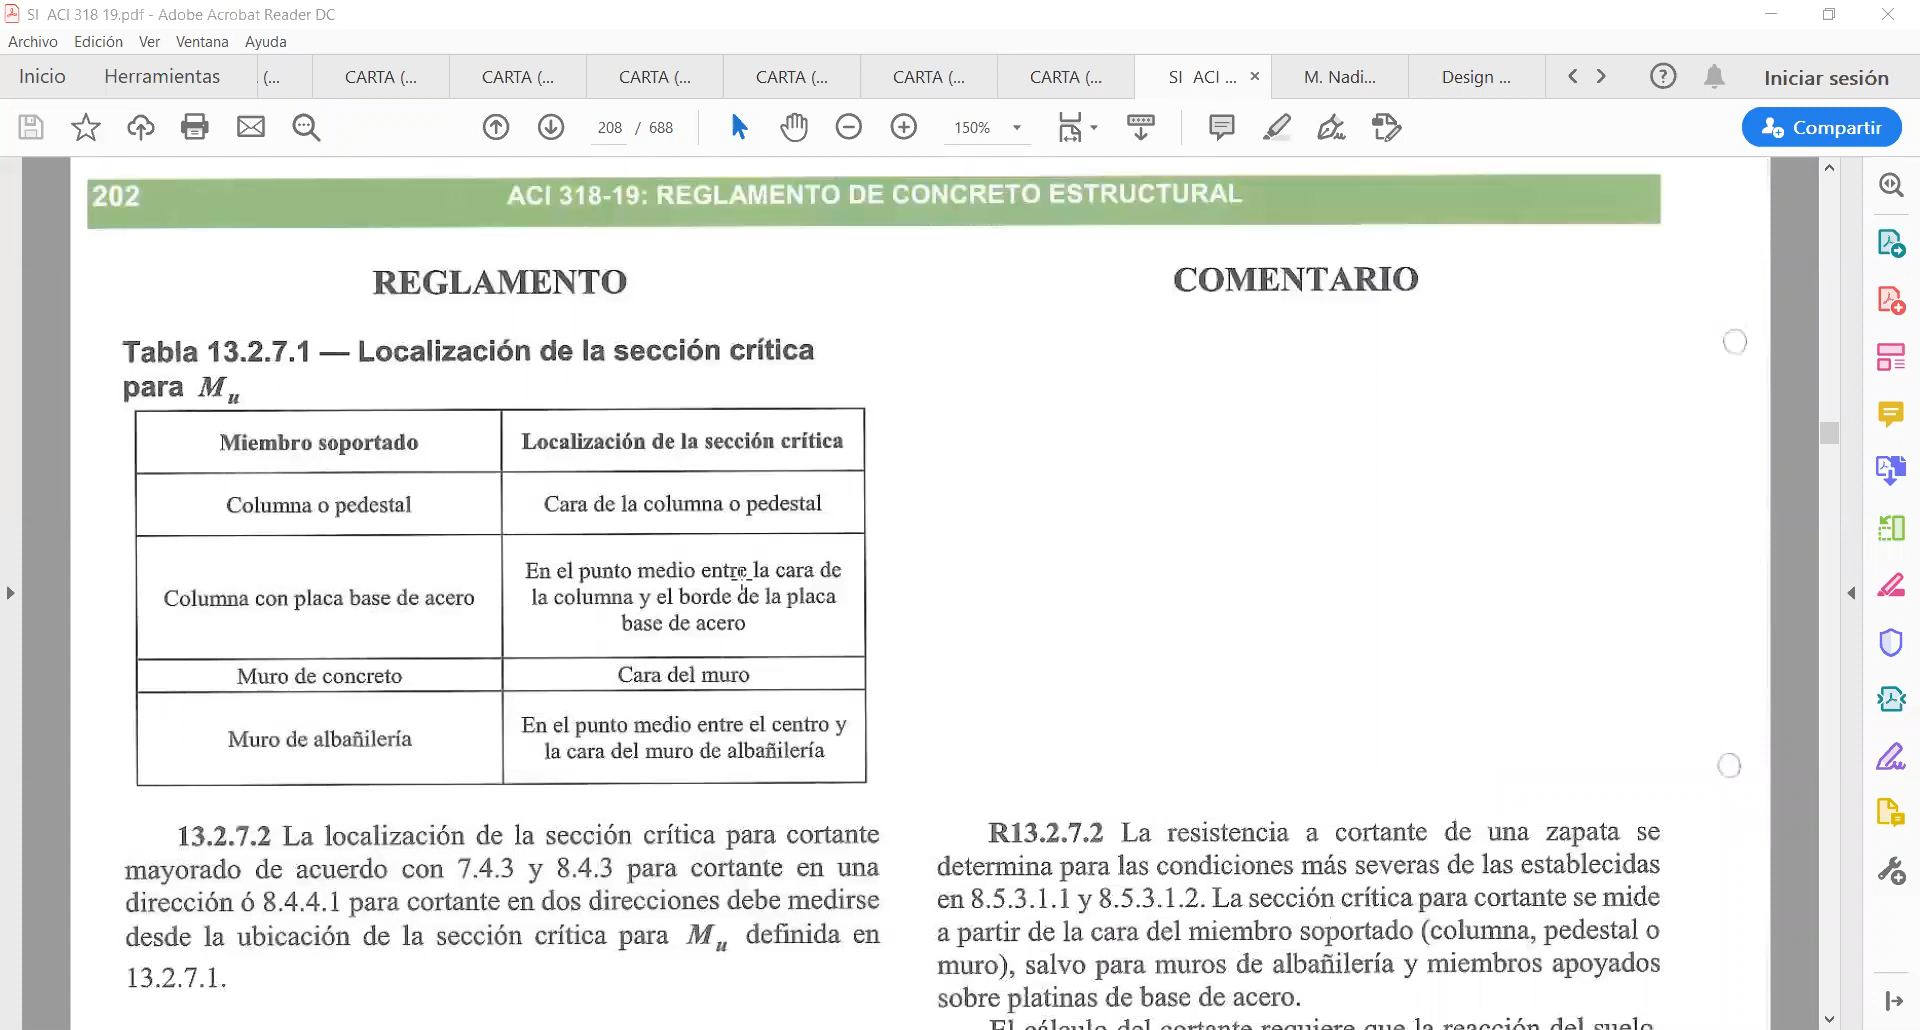 SI ACI 318 19.pdf - Adobe Acrobat Reader DC
Archivo Edición Ver Ventana Ayuda
Inicio Herramientas (... CARTA (... CARTA (... CARTA (... CARTA (... CARTA (... CARTA (... SI ACI ... × M. Nadi... Design ... Iniciar sesión
208 / 688 150% Compartir
202 ACI 318-19: REGLAMENTO DE CONCRETO ESTRUCTURAL
REGLAMENTO
Tabla 13.2.7.1 — Localización de la sección crítica
para Mu
Miembro soportado
Localización de la sección crítica
Columna o pedestal
Cara de la columna o pedestal
Columna con placa base de acero
En el punto medio entre la cara de
la columna y el borde de la placa
base de acero
Muro de concreto
Cara del muro
Muro de albañilería
En el punto medio entre el centro y
la cara del muro de albañilería
13.2.7.2 La localización de la sección crítica para cortante
mayorado de acuerdo con 7.4.3 y 8.4.3 para cortante en una
dirección ó 8.4.4.1 para cortante en dos direcciones debe medirse
desde la ubicación de la sección crítica para Mu definida en
13.2.7.1.
COMENTARIO
R13.2.7.2 La resistencia a cortante de una zapata se
determina para las condiciones más severas de las establecidas
en 8.5.3.1.1 y 8.5.3.1.2. La sección crítica para cortante se mide
a partir de la cara del miembro soportado (columna, pedestal o
muro), salvo para muros de albañilería y miembros apoyados
sobre platinas de base de acero.
El cálculo del cortante requiere que la reacción del suelo